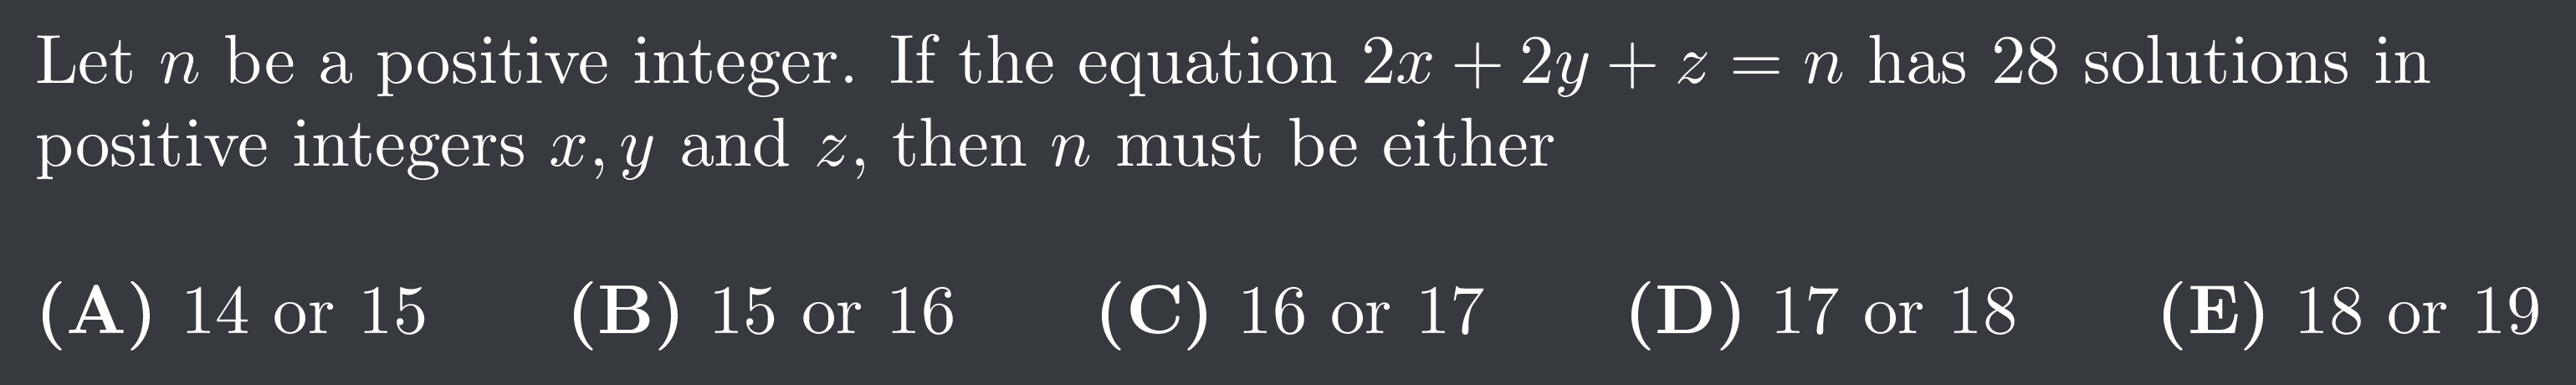 Let n be a positive integer. If the equation 2x + 2y + z = n has 28 solutions in
positive integers x, y and z, then n must be either
(A) 14 or 15 (B) 15 or 16 (C) 16 or 17 (D) 17 or 18 (E) 18 or 19